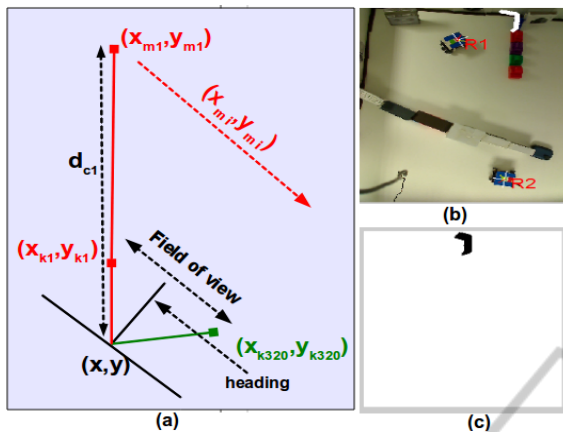 (x_m1,y_m1)
(x_mi,y_mi)
d_c1
(x_k1,y_k1)
Field of view
(x_k320,y_k320)
(x,y)
heading
(a)
R1
R2
(b)
(c)